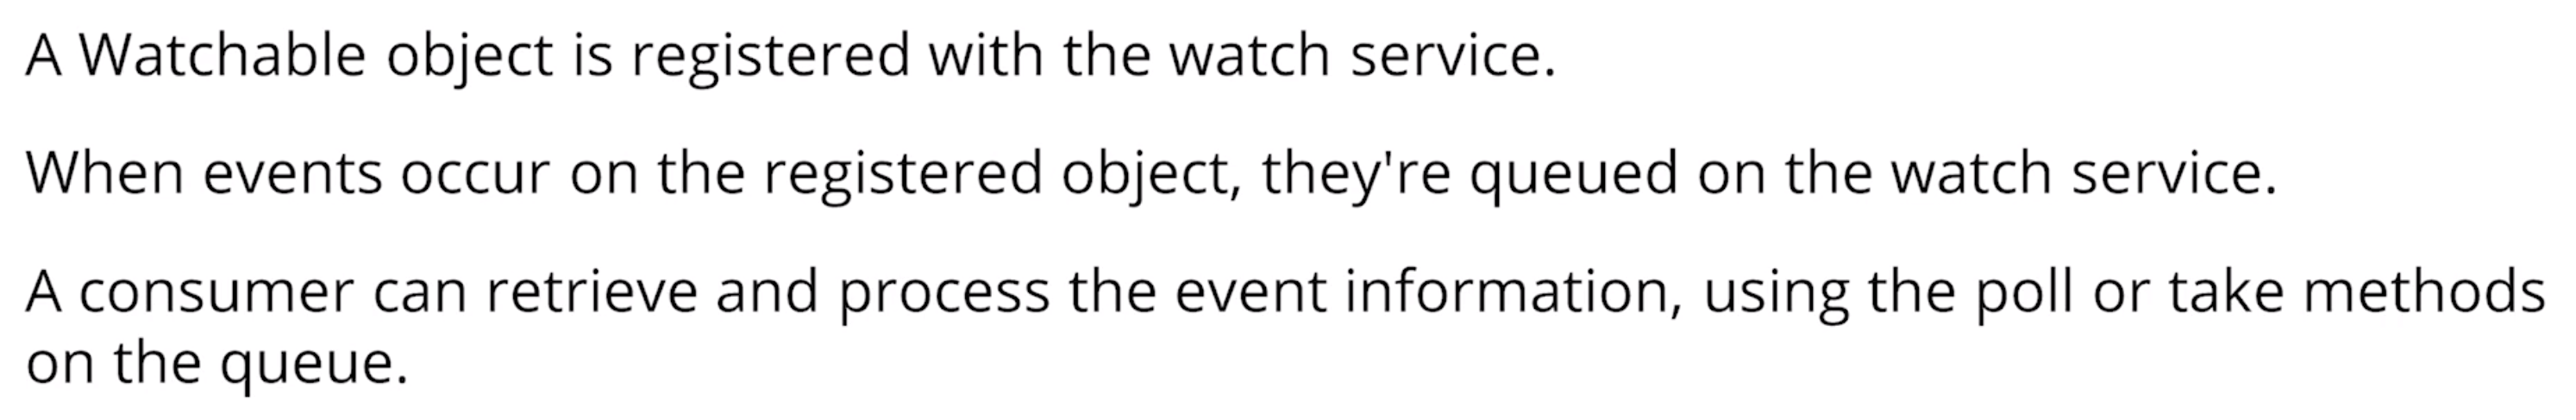 A Watchable object is registered with the watch service.
When events occur on the registered object, they're queued on the watch service.
A consumer can retrieve and process the event information, using the poll or take methods
on the queue.